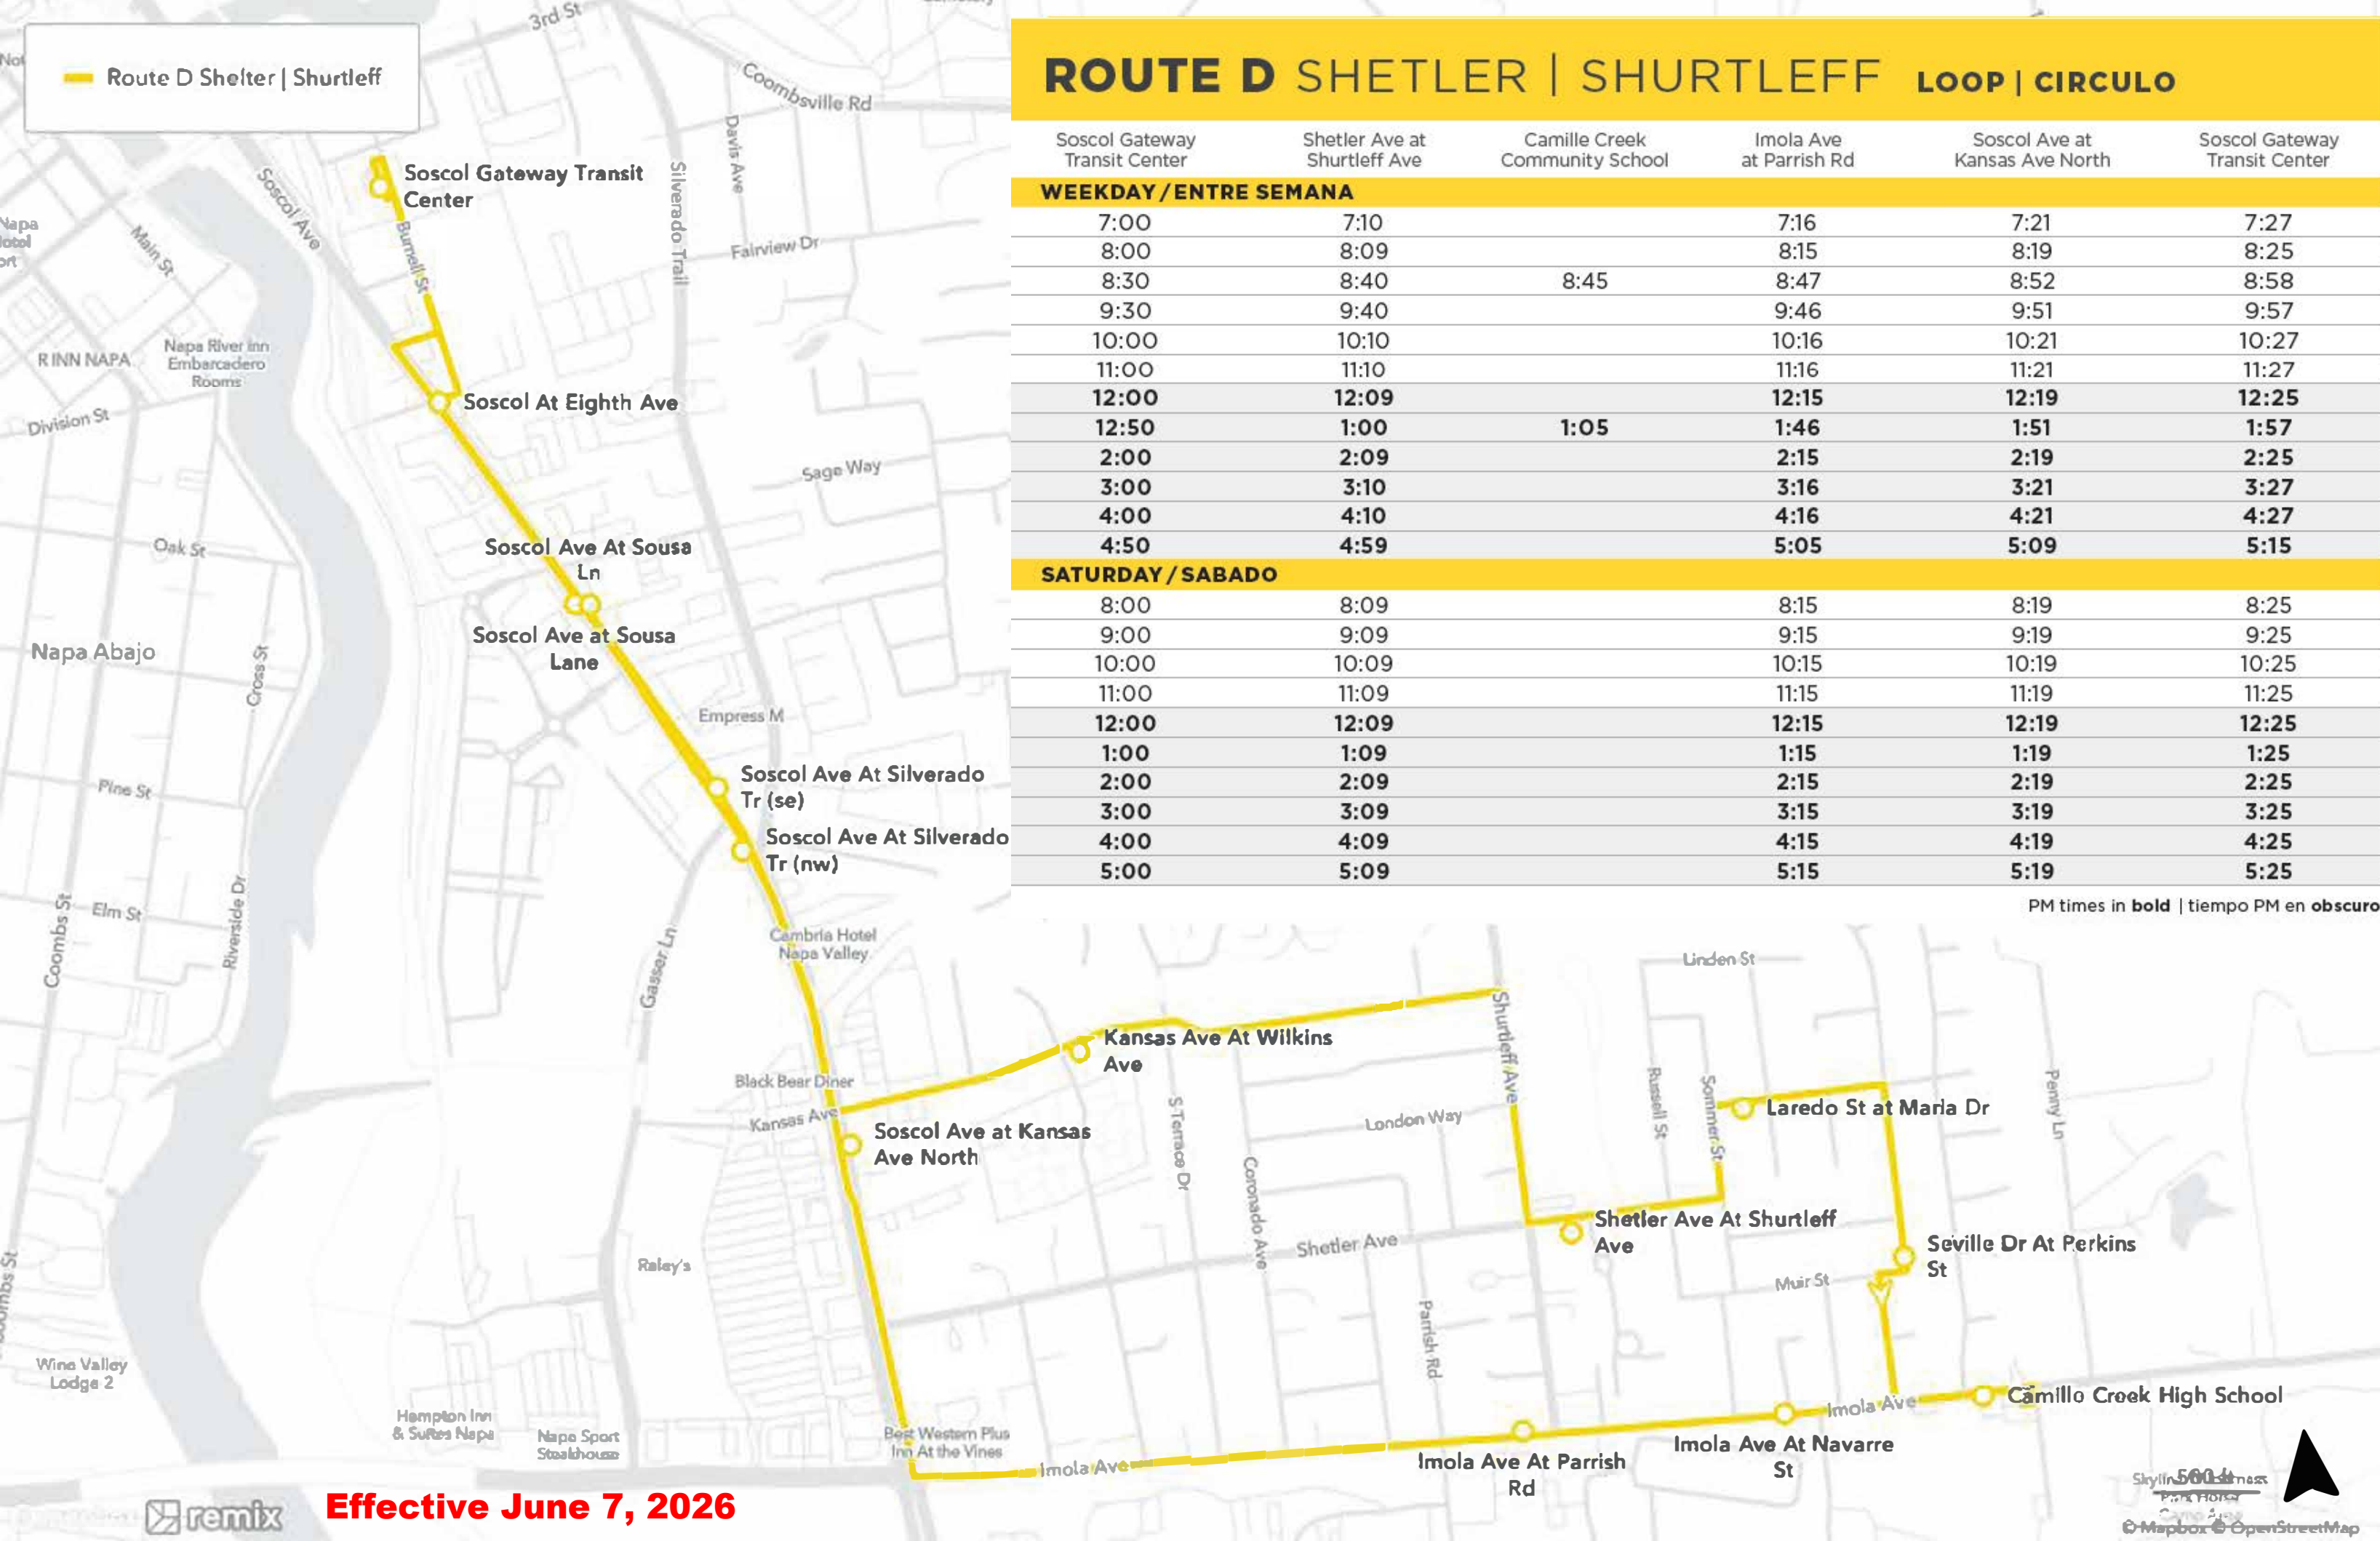 3rd St
Coombsville Rd
Route D Shelter | Shurtleff
Davis Ave
Silverado Trail
Soscol Ave
Soscol Gateway Transit
Center
Main St
Burnell St
Fairview Dr
Napa River Inn
Embarcadero
Rooms
R INN NAPA
Soscol At Eighth Ave
Division St
Sage Way
Oak St
Soscol Ave At Sousa
Ln
Soscol Ave at Sousa
Lane
Napa Abajo
Cross St
Empress M
Pine St
Soscol Ave At Silverado
Tr (se)
Soscol Ave At Silverado
Tr (nw)
Coombs St
Elm St
Riverside Dr
Gasser Ln
Cambria Hotel
Napa Valley
ROUTE D SHETLER | SHURTLEFF LOOP | CIRCULO
Soscol Gateway Transit Center	Shetler Ave at Shurtleff Ave	Camille Creek Community School	Imola Ave at Parrish Rd	Soscol Ave at Kansas Ave North	Soscol Gateway Transit Center
WEEKDAY/ENTRE SEMANA
7:00 7:10 7:16 7:21 7:27
8:00 8:09 8:15 8:19 8:25
8:30 8:40 8:45 8:47 8:52 8:58
9:30 9:40 9:46 9:51 9:57
10:00 10:10 10:16 10:21 10:27
11:00 11:10 11:16 11:21 11:27
12:00 12:09 12:15 12:19 12:25
12:50 1:00 1:05 1:46 1:51 1:57
2:00 2:09 2:15 2:19 2:25
3:00 3:10 3:16 3:21 3:27
4:00 4:10 4:16 4:21 4:27
4:50 4:59 5:05 5:09 5:15
SATURDAY/SABADO
8:00 8:09 8:15 8:19 8:25
9:00 9:09 9:15 9:19 9:25
10:00 10:09 10:15 10:19 10:25
11:00 11:09 11:15 11:19 11:25
12:00 12:09 12:15 12:19 12:25
1:00 1:09 1:15 1:19 1:25
2:00 2:09 2:15 2:19 2:25
3:00 3:09 3:15 3:19 3:25
4:00 4:09 4:15 4:19 4:25
5:00 5:09 5:15 5:19 5:25
PM times in bold | tiempo PM en obscuro
Linden St
Shurtleff Ave
Kansas Ave At Wilkins
Ave
Black Bear Diner
Kansas Ave
Soscol Ave at Kansas
Ave North
S Terrace Dr
Coronado Ave
London Way
Russell St
Sommer St
Laredo St at Marla Dr
Penny Ln
Shetler Ave
Shetler Ave At Shurtleff
Ave
Seville Dr At Perkins
St
Muir St
Raley's
Parrish Rd
Wine Valley
Lodge 2
Hampton Inn
& Suites Napa
Napa Sport
Steakhouse
Best Western Plus
Inn At the Vines
Imola Ave
Imola Ave At Parrish
Rd
Imola Ave At Navarre
St
Imola Ave
Camillo Creek High School
500 ft
remix
Effective June 7, 2026
© Mapbox © OpenStreetMap